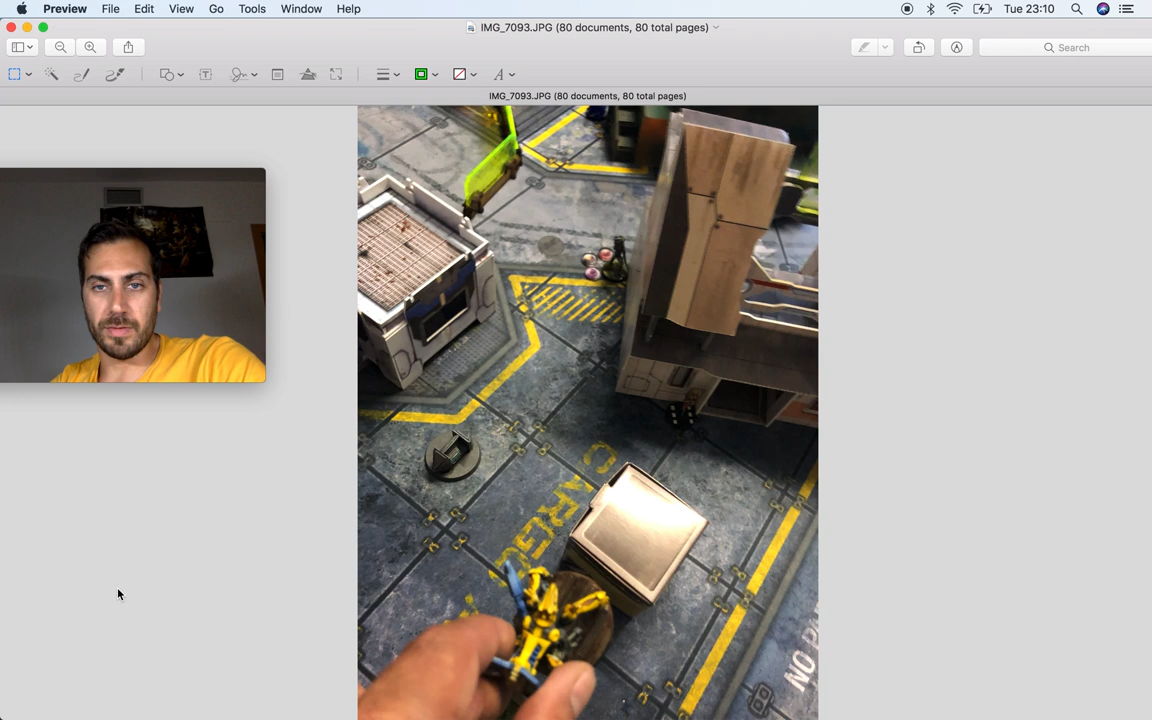 Preview File Edit View Go Tools Window Help Tue 23:10
IMG_7093.JPG (80 documents, 80 total pages)
Search
IMG_7093.JPG (80 documents, 80 total pages)
CARGO
NO